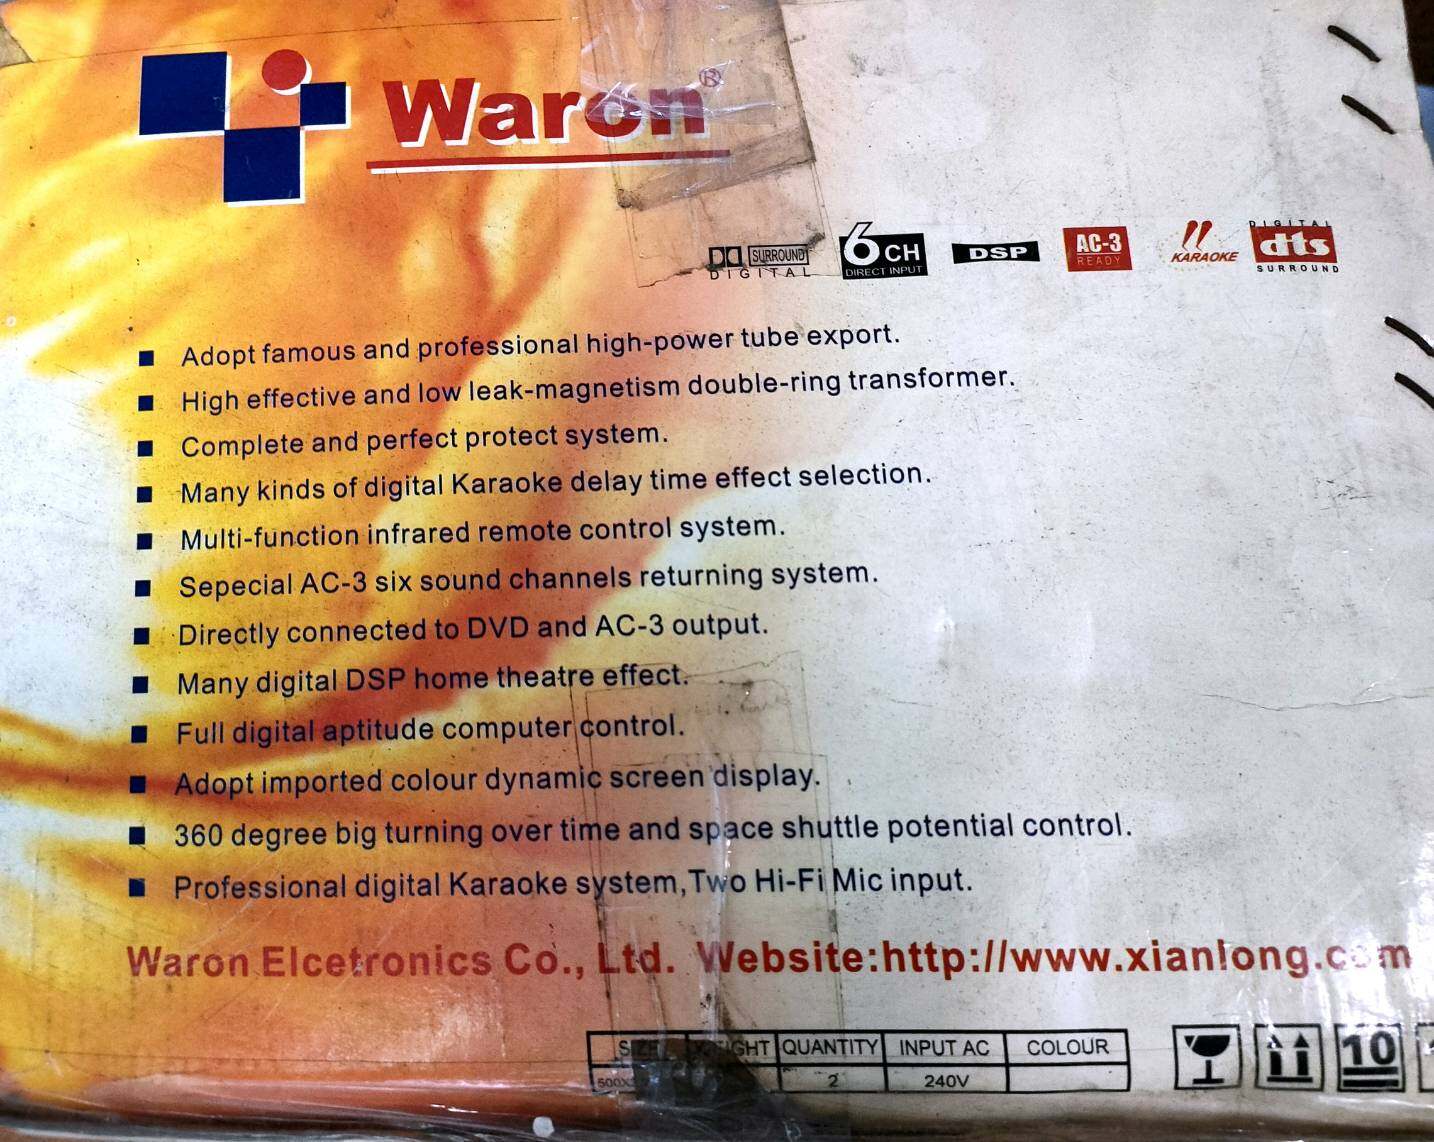 Waron®
DD SURROUND
DIGITAL
6 CH
DIRECT INPUT
DSP
AC-3
READY
KARAOKE
DIGITAL
dts
SURROUND
■ Adopt famous and professional high-power tube export.
■ High effective and low leak-magnetism double-ring transformer.
■ Complete and perfect protect system.
■ Many kinds of digital Karaoke delay time effect selection.
■ Multi-function infrared remote control system.
■ Sepecial AC-3 six sound channels returning system.
■ Directly connected to DVD and AC-3 output.
■ Many digital DSP home theatre effect.
■ Full digital aptitude computer control.
■ Adopt imported colour dynamic screen display.
■ 360 degree big turning over time and space shuttle potential control.
■ Professional digital Karaoke system,Two Hi-Fi Mic input.
Waron Elcetronics Co., Ltd. Website:http://www.xianlong.com
SIZE QUANTITY INPUT AC COLOUR
2 240V
10